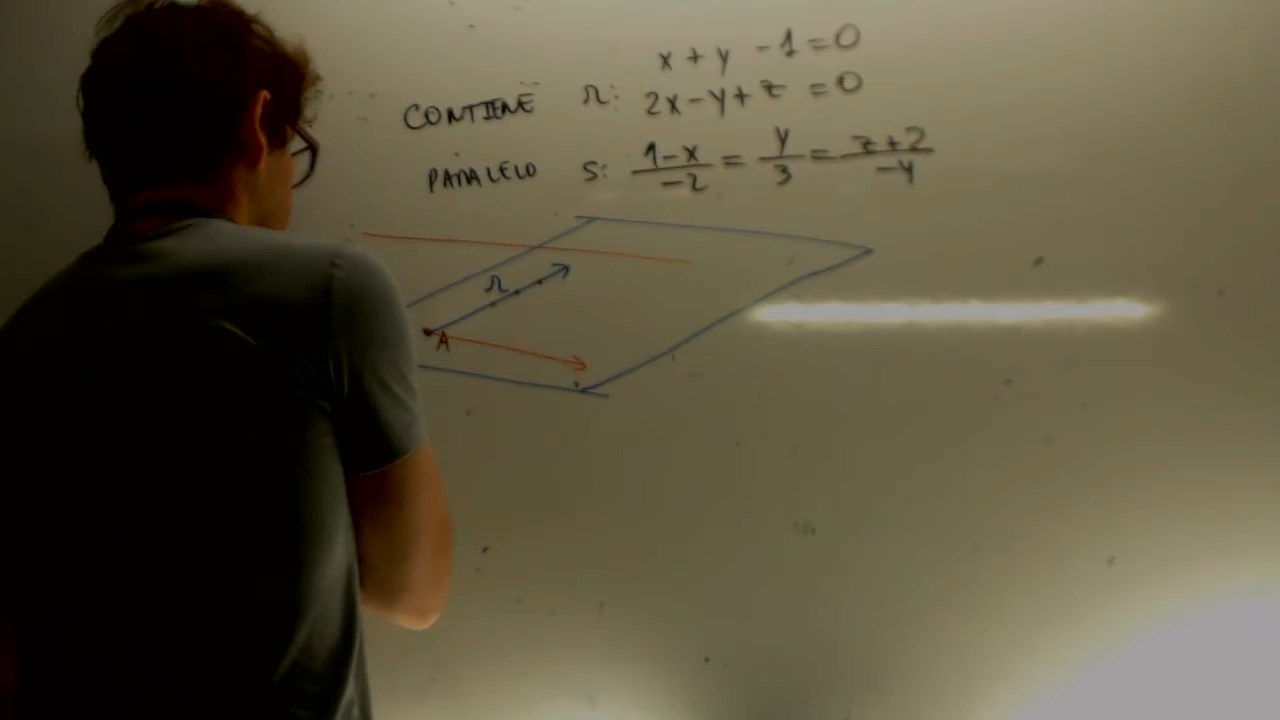 x + y - 1 = 0
CONTIENE r: 2x - y + z = 0
PARALELO s: (1-x)/-2 = y/3 = (z+2)/-4
r
A